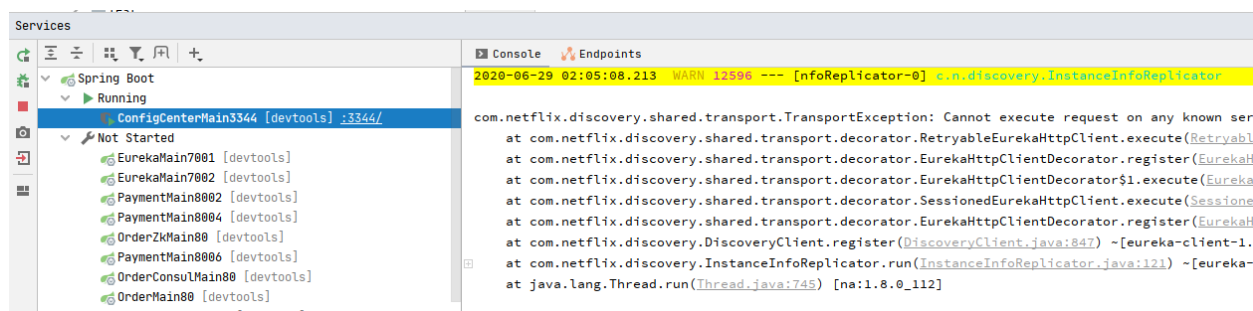 Services
Console Endpoints
Spring Boot
Running
ConfigCenterMain3344 [devtools] :3344/
Not Started
EurekaMain7001 [devtools]
EurekaMain7002 [devtools]
PaymentMain8002 [devtools]
PaymentMain8004 [devtools]
OrderZkMain80 [devtools]
PaymentMain8006 [devtools]
OrderConsulMain80 [devtools]
OrderMain80 [devtools]
2020-06-29 02:05:08.213 WARN 12596 --- [nfoReplicator-0] c.n.discovery.InstanceInfoReplicator
com.netflix.discovery.shared.transport.TransportException: Cannot execute request on any known ser
at com.netflix.discovery.shared.transport.decorator.RetryableEurekaHttpClient.execute(Retryabl
at com.netflix.discovery.shared.transport.decorator.EurekaHttpClientDecorator.register(EurekaH
at com.netflix.discovery.shared.transport.decorator.EurekaHttpClientDecorator$1.execute(Eureka
at com.netflix.discovery.shared.transport.decorator.SessionedEurekaHttpClient.execute(Sessione
at com.netflix.discovery.shared.transport.decorator.EurekaHttpClientDecorator.register(EurekaH
at com.netflix.discovery.DiscoveryClient.register(DiscoveryClient.java:847) ~[eureka-client-1.
at com.netflix.discovery.InstanceInfoReplicator.run(InstanceInfoReplicator.java:121) ~[eureka-
at java.lang.Thread.run(Thread.java:745) [na:1.8.0_112]